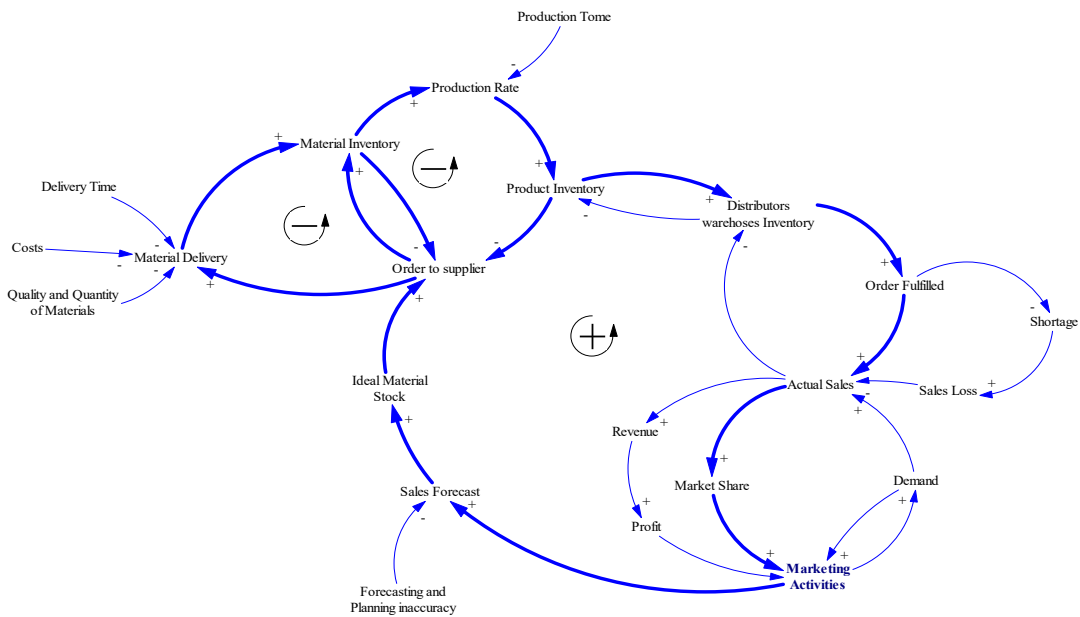 Production Tome
-
Production Rate
+
+
Material Inventory
-
+
+
Delivery Time
Product Inventory
+
-
Distributors
warehoses Inventory
-
Costs
-
-
-
Material Delivery
-
-
-
Order to supplier
+
+
+
Order Fulfilled
Quality and Quantity
of Materials
-
Shortage
+
+
Ideal Material
Stock
Actual Sales
-
Sales Loss
+
+
+
Revenue
+
+
Market Share
Demand
Sales Forecast
+
-
+
+
Profit
+
+
Marketing
Activities
Forecasting and
Planning inaccuracy